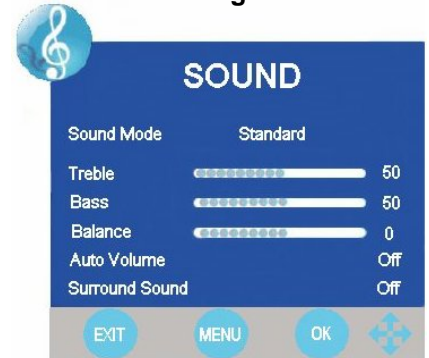 SOUND
Sound Mode Standard
Treble 50
Bass 50
Balance 0
Auto Volume Off
Surround Sound Off
EXIT MENU OK